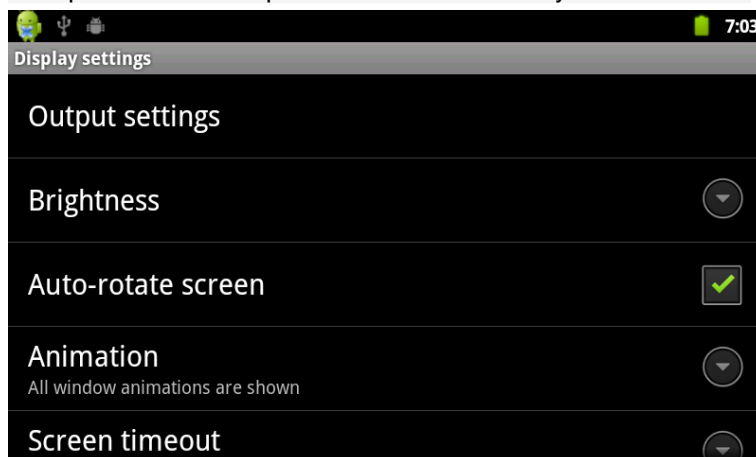 7:03
Display settings
Output settings
Brightness
Auto-rotate screen
Animation
All window animations are shown
Screen timeout